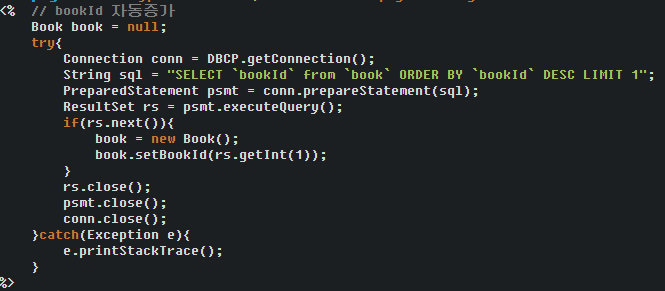 <%  // bookId 자동증가
    Book book = null;
    try{
        Connection conn = DBCP.getConnection();
        String sql = "SELECT `bookId` from `book` ORDER BY `bookId` DESC LIMIT 1";
        PreparedStatement psmt = conn.prepareStatement(sql);
        ResultSet rs = psmt.executeQuery();
        if(rs.next()){
            book = new Book();
            book.setBookId(rs.getInt(1));
        }
        rs.close();
        psmt.close();
        conn.close();
    }catch(Exception e){
        e.printStackTrace();
    }
%>